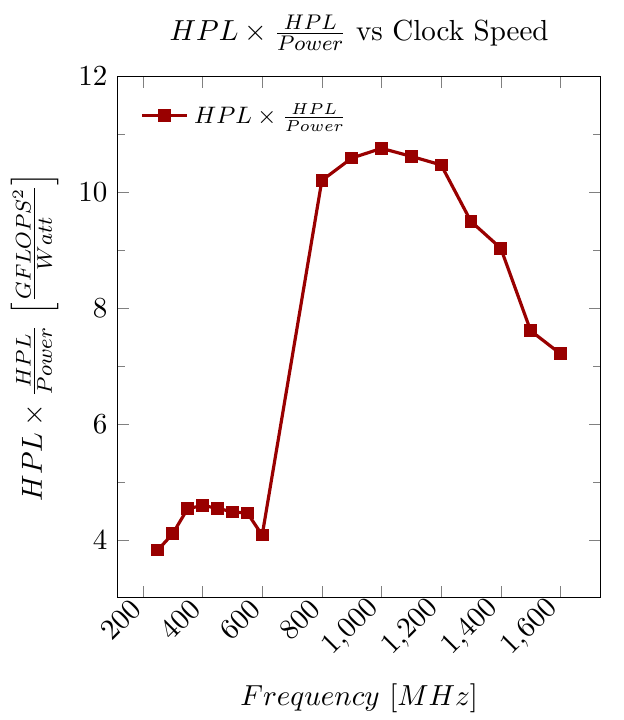 HPL × HPL/Power vs Clock Speed
HPL × HPL/Power
12
10
8
6
4
HPL × HPL/Power [GFLOPS²/Watt]
200 400 600 800 1,000 1,200 1,400 1,600
Frequency [MHz]